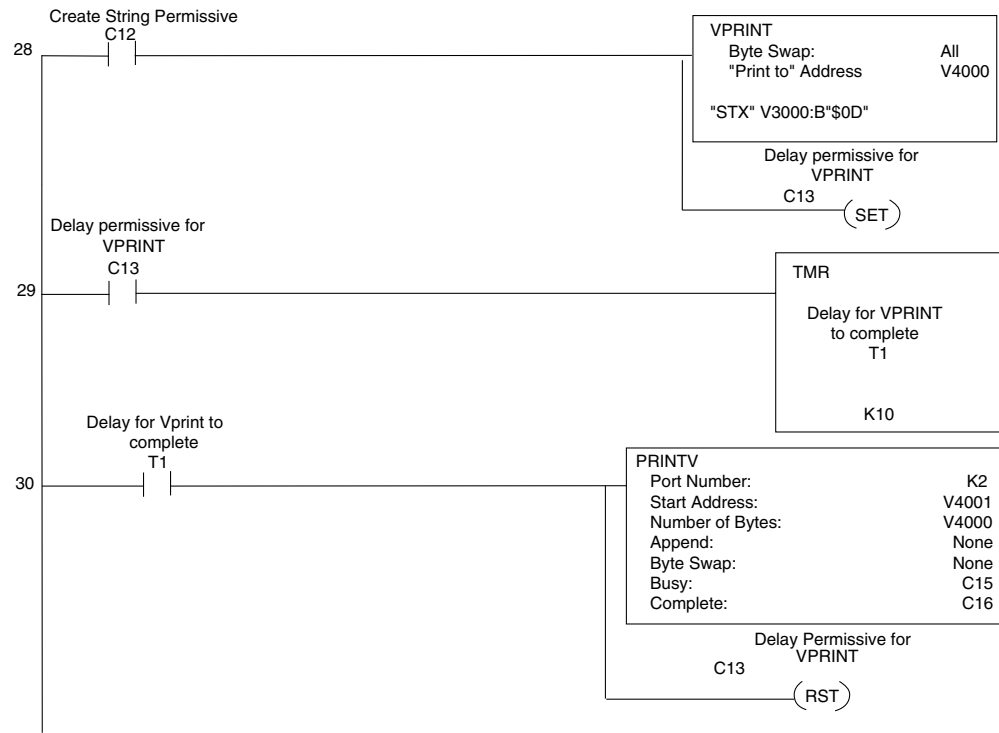 Create String Permissive
C12
28
VPRINT
Byte Swap: All
"Print to" Address V4000
"STX" V3000:B"$0D"
Delay permissive for
VPRINT
C13
SET
Delay permissive for
VPRINT
C13
29
TMR
Delay for VPRINT
to complete
T1
K10
Delay for Vprint to
complete
T1
30
PRINTV
Port Number: K2
Start Address: V4001
Number of Bytes: V4000
Append: None
Byte Swap: None
Busy: C15
Complete: C16
Delay Permissive for
VPRINT
C13
RST